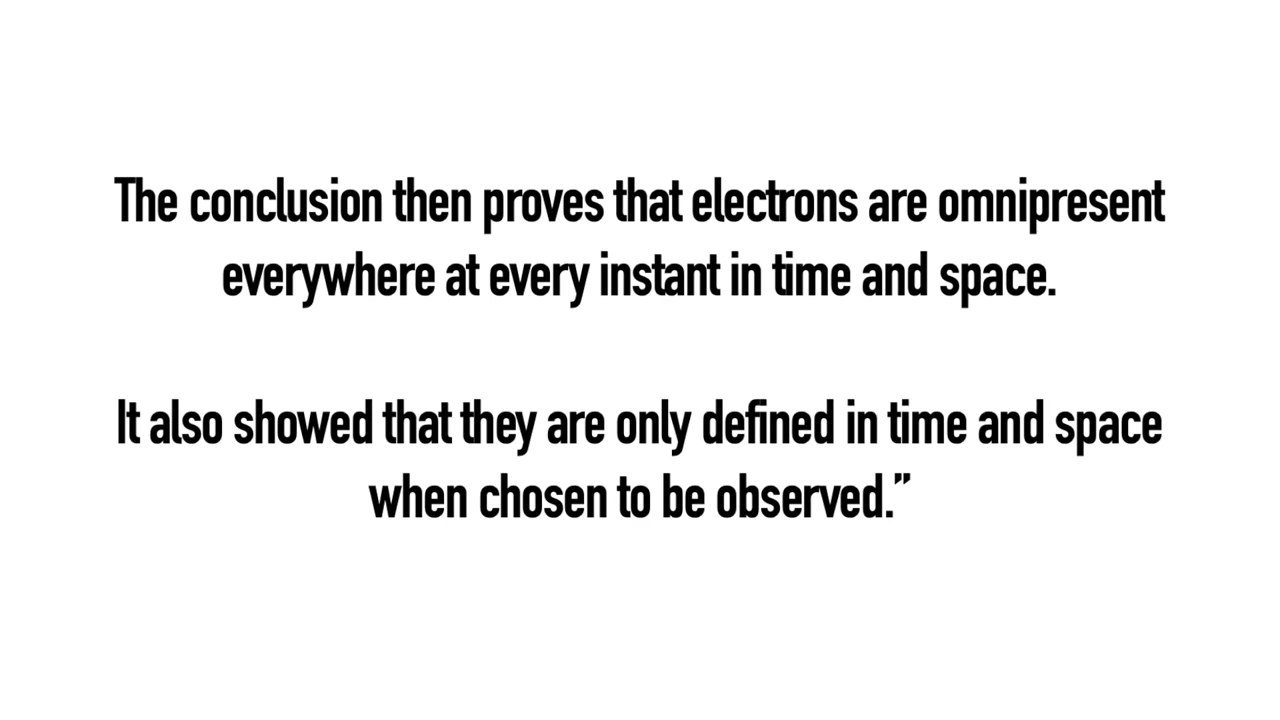 The conclusion then proves that electrons are omnipresent
everywhere at every instant in time and space.
It also showed that they are only defined in time and space
when chosen to be observed.”